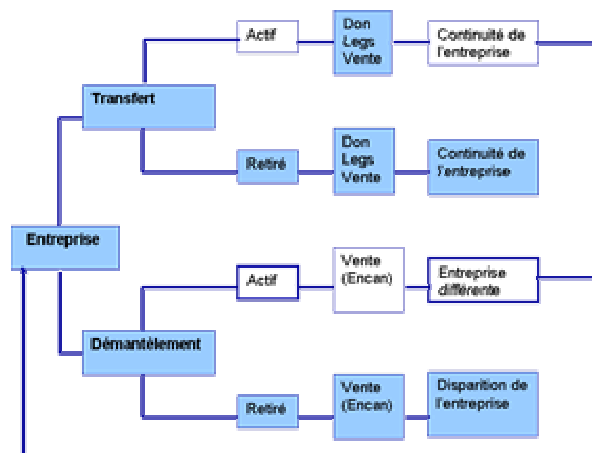 Actif
Don
Legs
Vente
Continuité de
l'entreprise
Transfert
Retiré
Don
Legs
Vente
Continuité de
l'entreprise
Entreprise
Actif
Vente
(Encan)
Entreprise
différente
Démantèlement
Retiré
Vente
(Encan)
Disparition de
l'entreprise